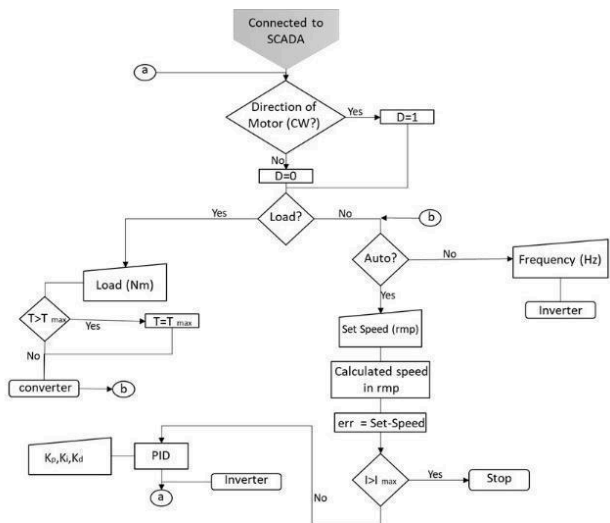 Connected to
SCADA
a
Direction of
Motor (CW?)
Yes
D=1
No
D=0
Yes
Load?
No
b
Load (Nm)
Auto?
No
Frequency (Hz)
Inverter
T>T max
Yes
T=T max
Yes
Set Speed (rmp)
No
converter
b
Calculated speed
in rmp
err = Set-Speed
Kp,Ki,Kd
PID
Inverter
a
I>I max
Yes
Stop
No